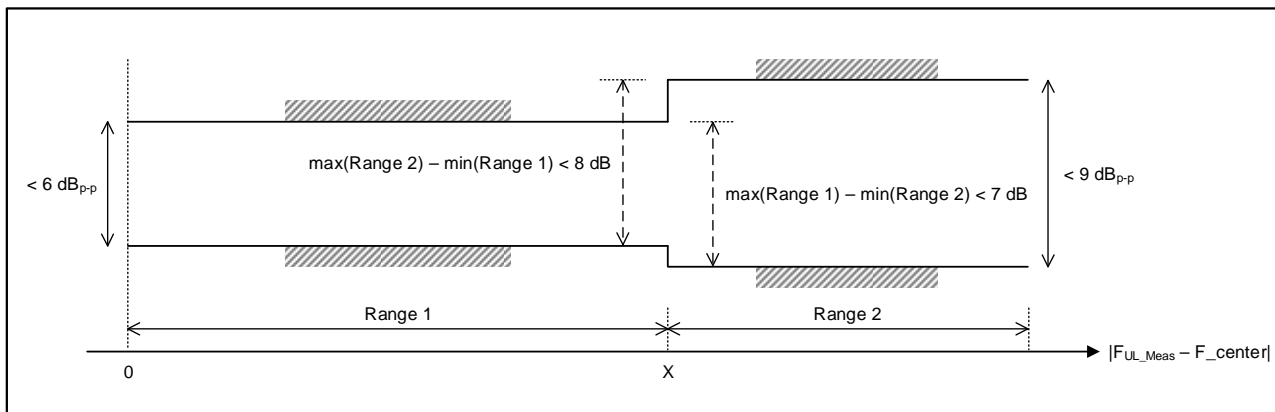 max(Range 2) – min(Range 1) < 8 dB
< 6 dBp-p
< 9 dBp-p
max(Range 1) – min(Range 2) < 7 dB
Range 1
Range 2
|FUL_Meas – F_center|
0
X